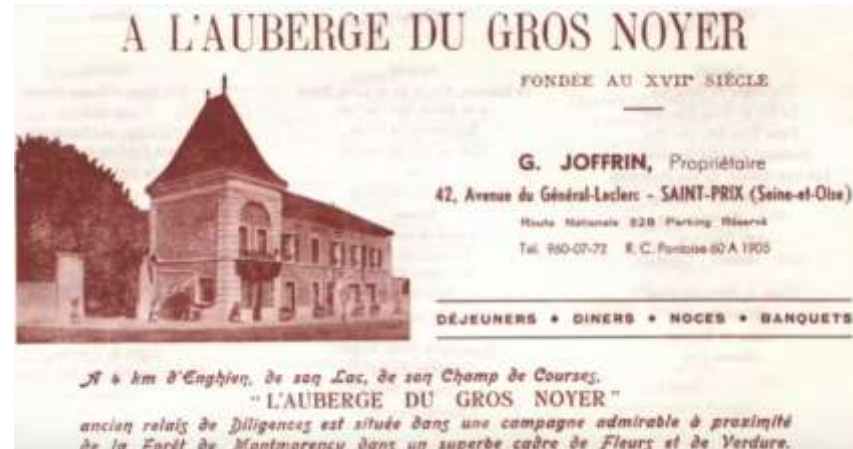 A L'AUBERGE DU GROS NOYER
FONDÉE AU XVIIᵉ SIÈCLE
G. JOFFRIN, Propriétaire
42, Avenue du Général-Leclerc - SAINT-PRIX (Seine-et-Oise)
Route Nationale 328 Parking Réservé
Tél. 960-07-72 R. C. Pontoise 60 A 1905
DÉJEUNERS • DINERS • NOCES • BANQUETS
A 4 km d'Enghien, de son Lac, de son Champ de Courses,
"L'AUBERGE DU GROS NOYER"
ancien relais de Diligences est située dans une campagne admirable à proximité
de la Forêt de Montmorency dans un superbe cadre de Fleurs et de Verdure.